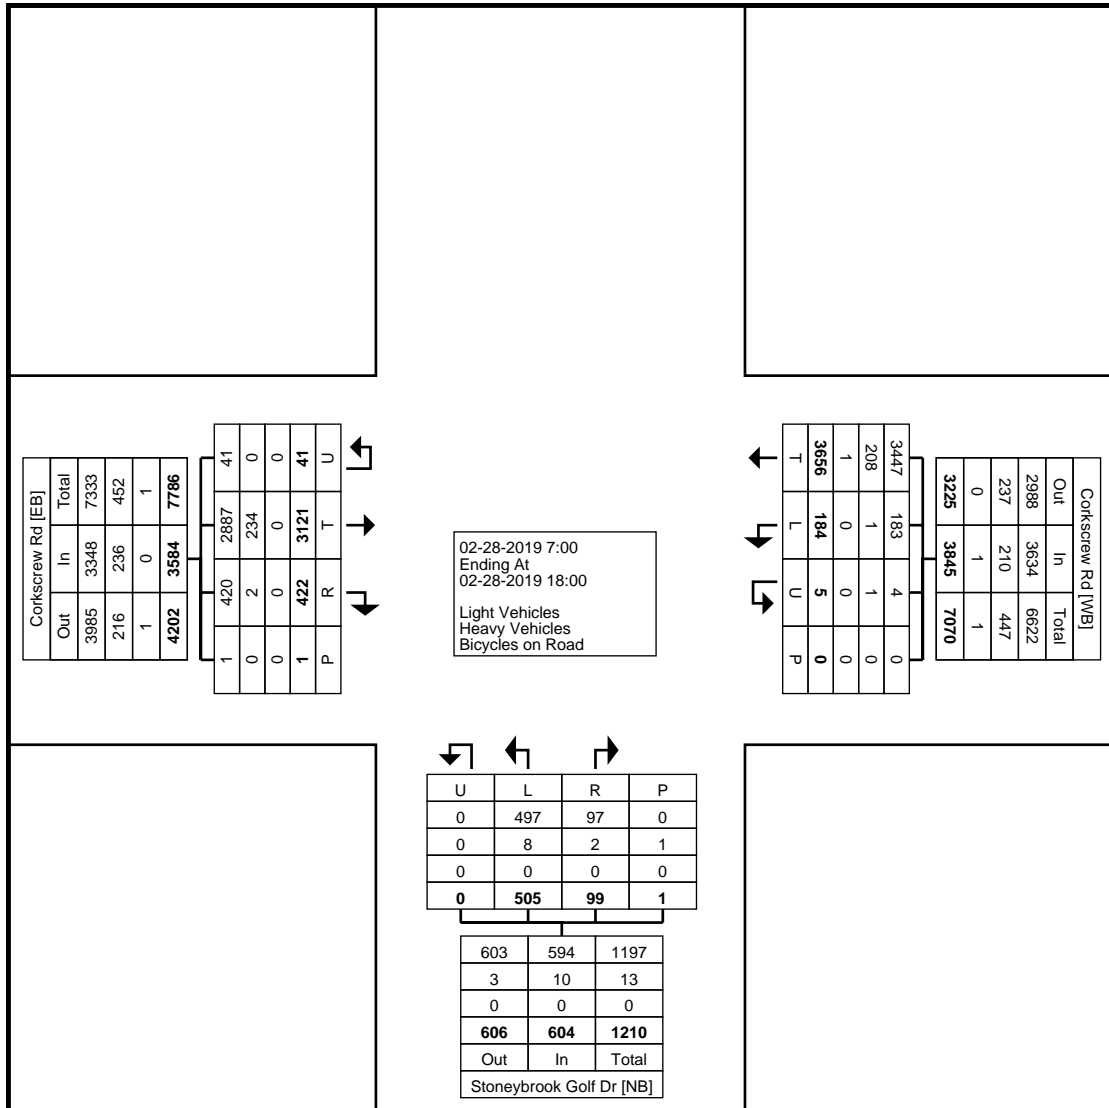 Corkscrew Rd [EB]
Total In Out
7333 3348 3985
452 236 216
1 0 1
7786 3584 4202
41 2887 420 1
0 234 2 0
0 0 0 0
41 3121 422 1
U T R P
02-28-2019 7:00
Ending At
02-28-2019 18:00
Light Vehicles
Heavy Vehicles
Bicycles on Road
Corkscrew Rd [WB]
Out In Total
2988 3634 6622
237 210 447
0 1 1
3225 3845 7070
3447 183 4 0
208 1 1 0
1 0 0 0
3656 184 5 0
T L U P
U L R P
0 497 97 0
0 8 2 1
0 0 0 0
0 505 99 1
603 594 1197
3 10 13
0 0 0
606 604 1210
Out In Total
Stoneybrook Golf Dr [NB]